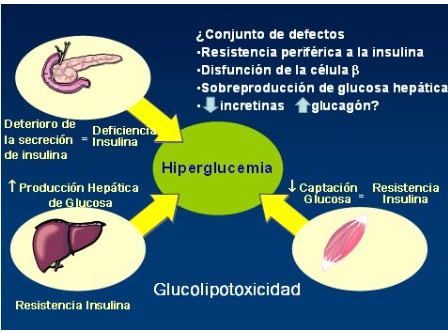 ¿Conjunto de defectos
•Resistencia periférica a la insulina
•Disfunción de la célula β
•Sobreproducción de glucosa hepática
•⬇ incretinas ⬆glucagón?
Deterioro de
la secreción = Deficiencia
de insulina Insulina
Hiperglucemia
↑ Producción Hepática
de Glucosa
↓ Captación = Resistencia
Glucosa Insulina
Resistencia Insulina
Glucolipotoxicidad